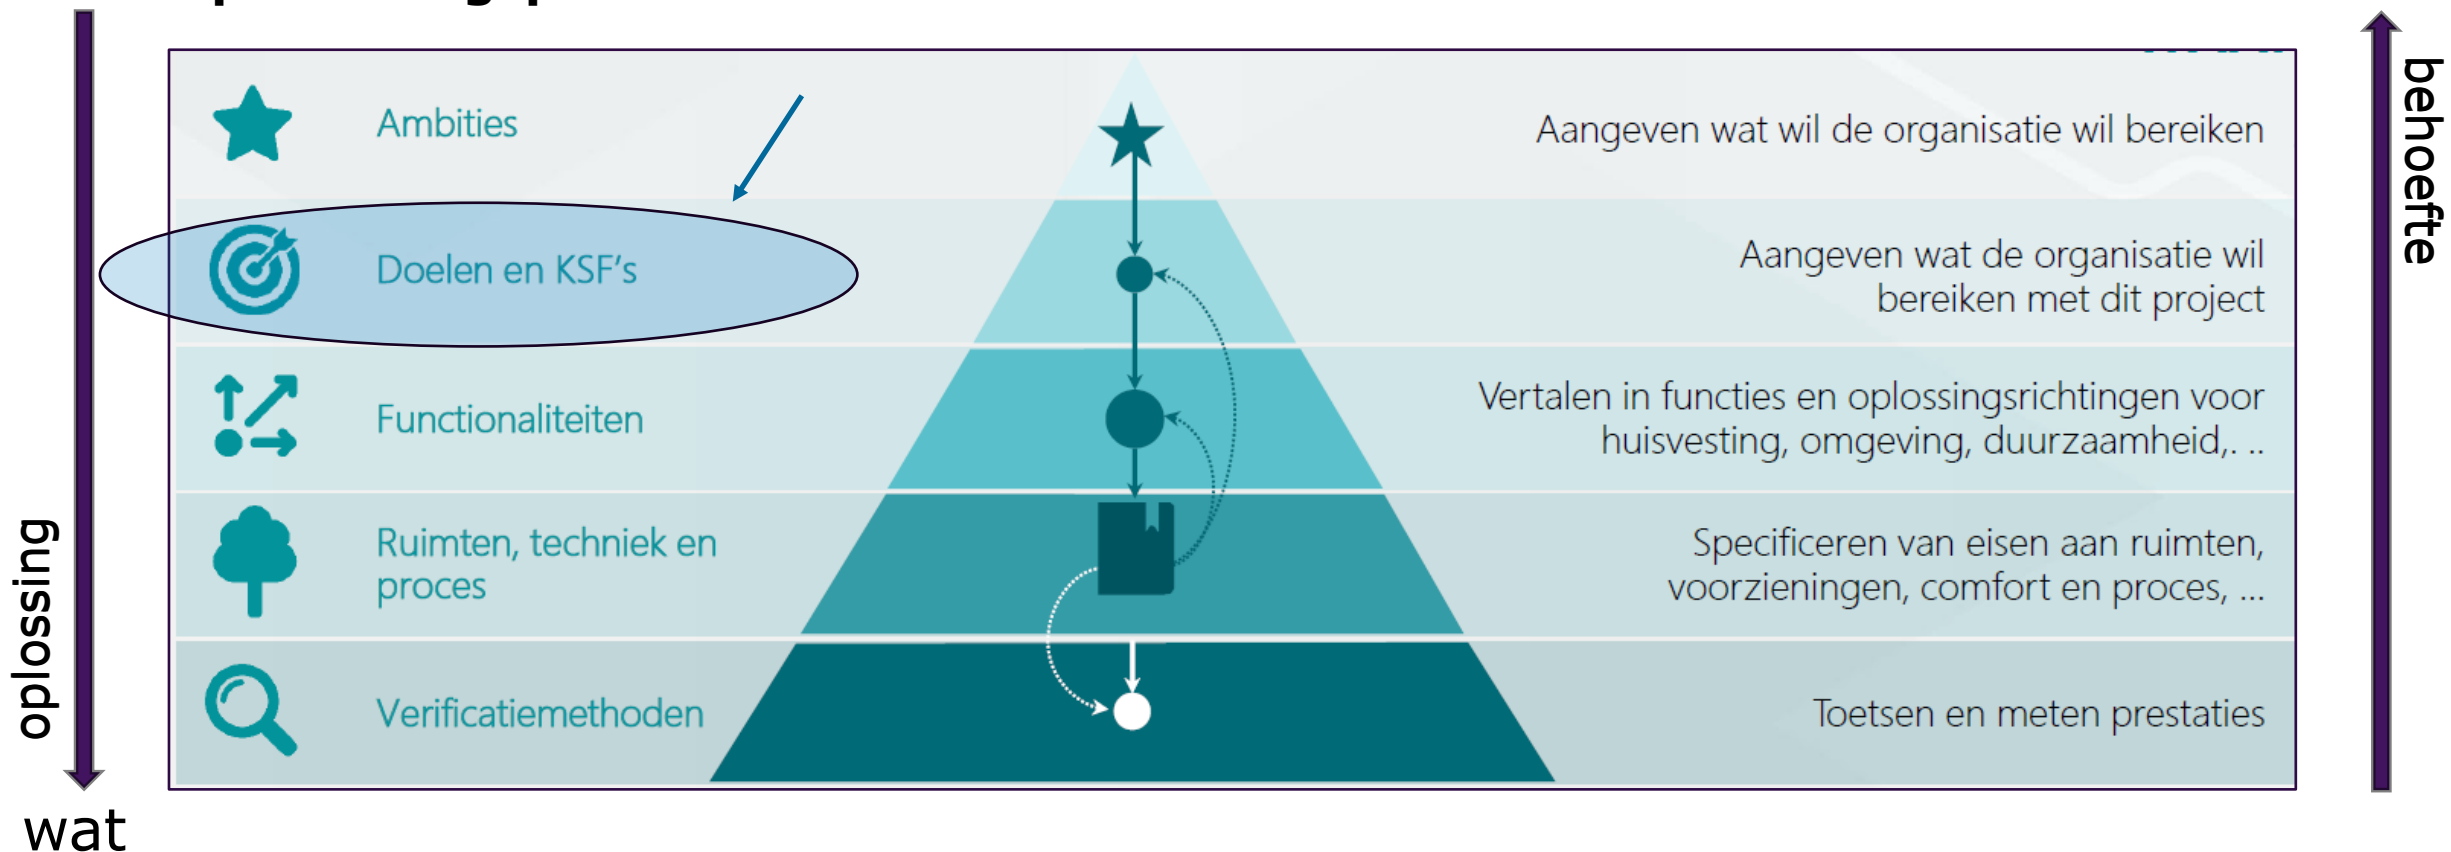 Ambities
Aangeven wat wil de organisatie wil bereiken
Doelen en KSF's
Aangeven wat de organisatie wil
bereiken met dit project
Functionaliteiten
Vertalen in functies en oplossingsrichtingen voor
huisvesting, omgeving, duurzaamheid,. ..
Ruimten, techniek en
proces
Specificeren van eisen aan ruimten,
voorzieningen, comfort en proces, ...
Verificatiemethoden
Toetsen en meten prestaties
oplossing
wat
behoefte